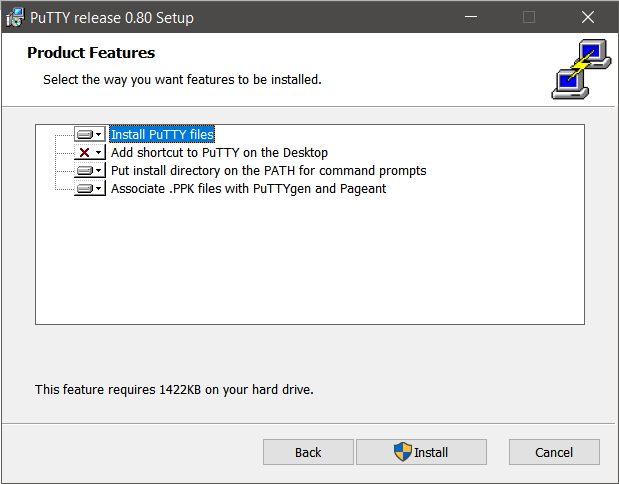 PuTTY release 0.80 Setup
Product Features
Select the way you want features to be installed.
Install PuTTY files
Add shortcut to PuTTY on the Desktop
Put install directory on the PATH for command prompts
Associate .PPK files with PuTTYgen and Pageant
This feature requires 1422KB on your hard drive.
Back
Install
Cancel